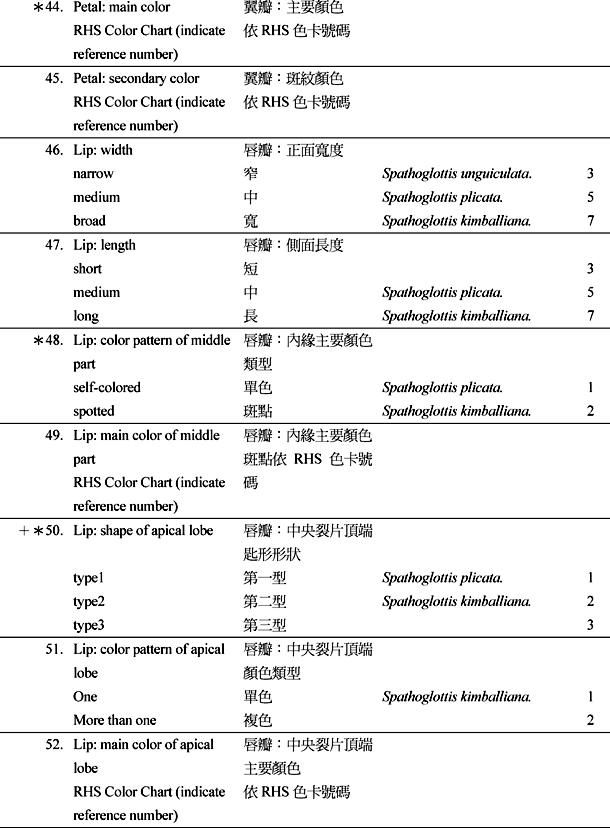 ＊44. Petal: main color 翼瓣：主要顏色
RHS Color Chart (indicate 依 RHS 色卡號碼
reference number)
45. Petal: secondary color 翼瓣：斑紋顏色
RHS Color Chart (indicate 依 RHS 色卡號碼
reference number)
46. Lip: width 唇瓣：正面寬度
narrow 窄 Spathoglottis unguiculata. 3
medium 中 Spathoglottis plicata. 5
broad 寬 Spathoglottis kimballiana. 7
47. Lip: length 唇瓣：側面長度
short 短 3
medium 中 Spathoglottis plicata. 5
long 長 Spathoglottis kimballiana. 7
＊48. Lip: color pattern of middle 唇瓣：內緣主要顏色
part 類型
self-colored 單色 Spathoglottis plicata. 1
spotted 斑點 Spathoglottis kimballiana. 2
49. Lip: main color of middle 唇瓣：內緣主要顏色
part 斑點依 RHS 色卡號
RHS Color Chart (indicate 碼
reference number)
＋＊50. Lip: shape of apical lobe 唇瓣：中央裂片頂端
匙形形狀
type1 第一型 Spathoglottis plicata. 1
type2 第二型 Spathoglottis kimballiana. 2
type3 第三型 3
51. Lip: color pattern of apical 唇瓣：中央裂片頂端
lobe 顏色類型
One 單色 Spathoglottis kimballiana. 1
More than one 複色 2
52. Lip: main color of apical 唇瓣：中央裂片頂端
lobe 主要顏色
RHS Color Chart (indicate 依 RHS 色卡號碼
reference number)